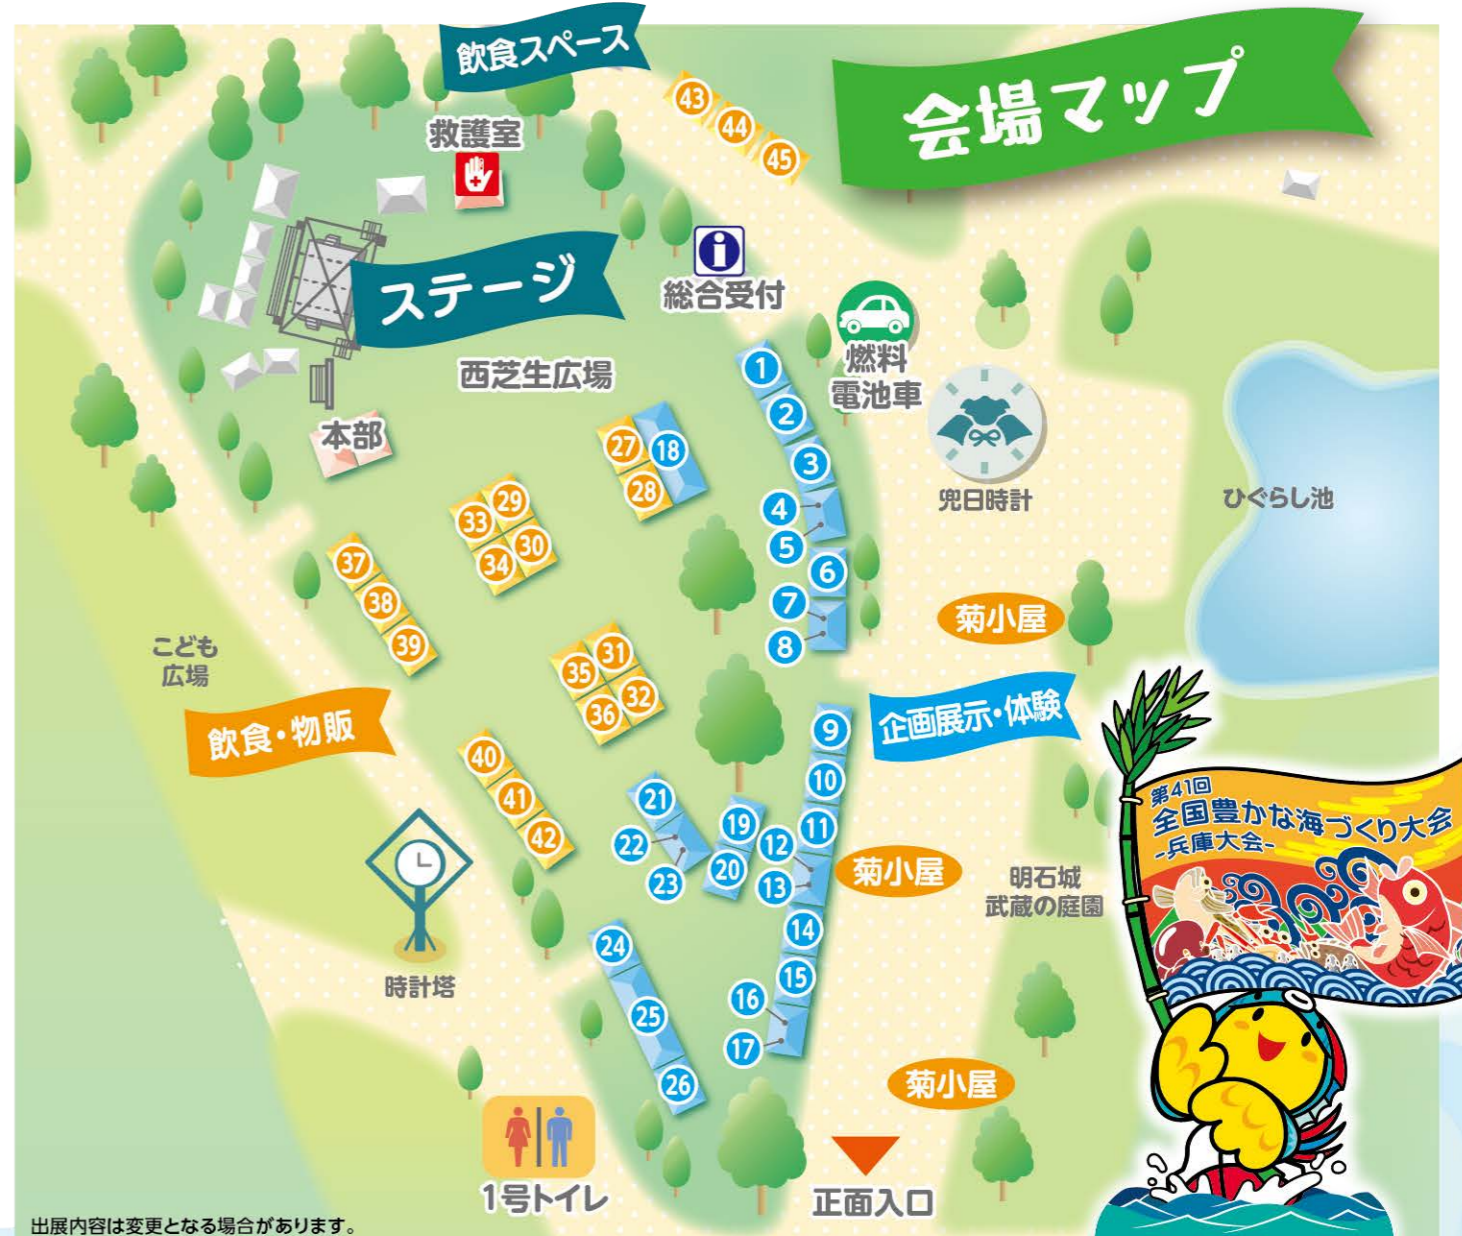 飲食スペース
会場マップ
43
44
45
救護室
ステージ
i
総合受付
燃料
電池車
西芝生広場
本部
兜日時計
ひぐらし池
1
2
3
4
5
6
7
8
27
18
28
29
33
30
34
37
38
39
31
35
32
36
こども
広場
菊小屋
飲食・物販
企画展示・体験
9
10
11
12
13
14
15
16
17
40
41
42
21
22
23
19
20
菊小屋
明石城
武蔵の庭園
第41回
全国豊かな海づくり大会
-兵庫大会-
時計塔
24
25
26
菊小屋
1号トイレ
正面入口
出展内容は変更となる場合があります。